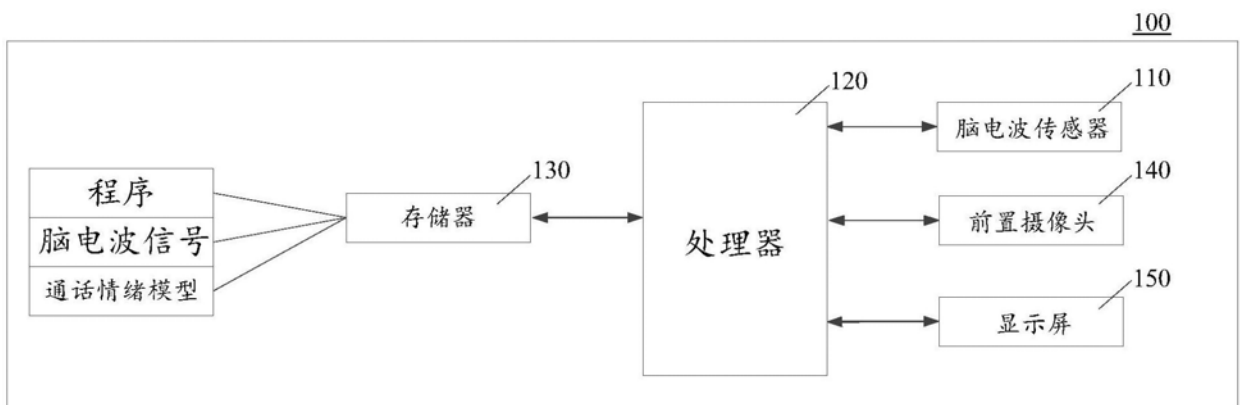 100
120
110
脑电波传感器
130
140
程序
存储器
前置摄像头
脑电波信号
处理器
通话情绪模型
150
显示屏